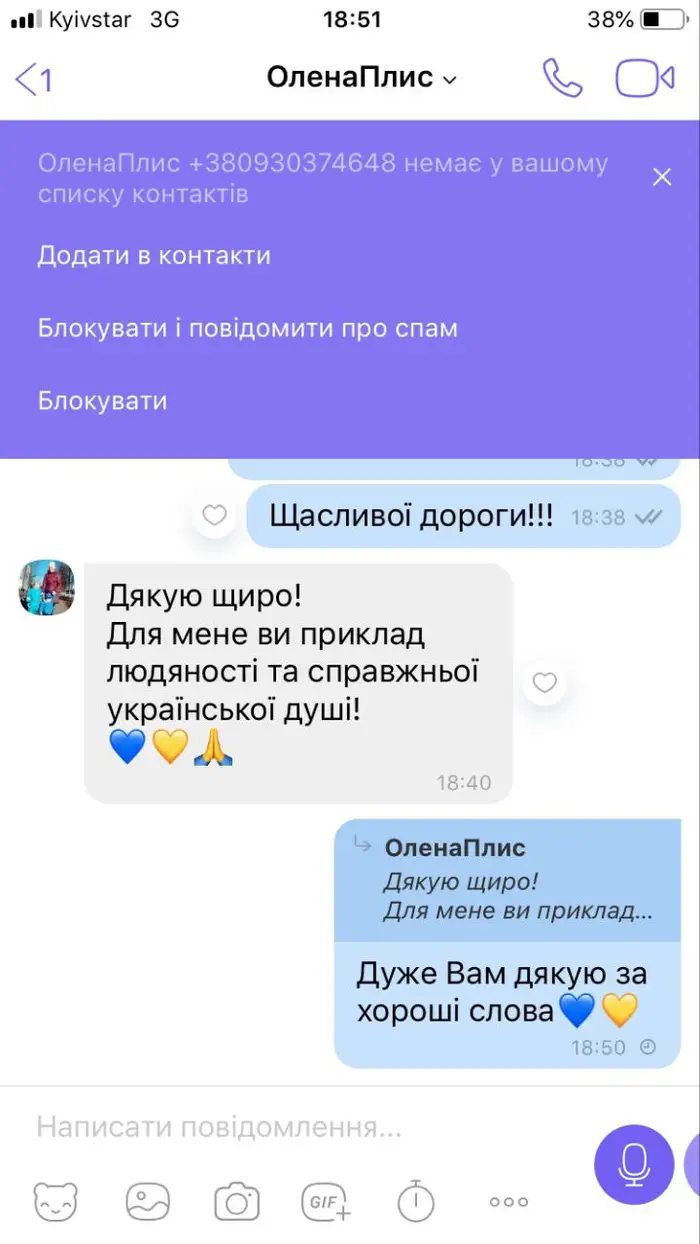 Kyivstar 3G 18:51 38%
1 ОленаПлис
ОленаПлис +380930374648 немає у вашому
списку контактів
Додати в контакти
Блокувати і повідомити про спам
Блокувати
18:38
Щасливої дороги!!! 18:38
Дякую щиро!
Для мене ви приклад
людяності та справжньої
української душі!
💙💛🙏
18:40
ОленаПлис
Дякую щиро!
Для мене ви приклад...
Дуже Вам дякую за
хороші слова💙💛
18:50
Написати повідомлення...
GIF